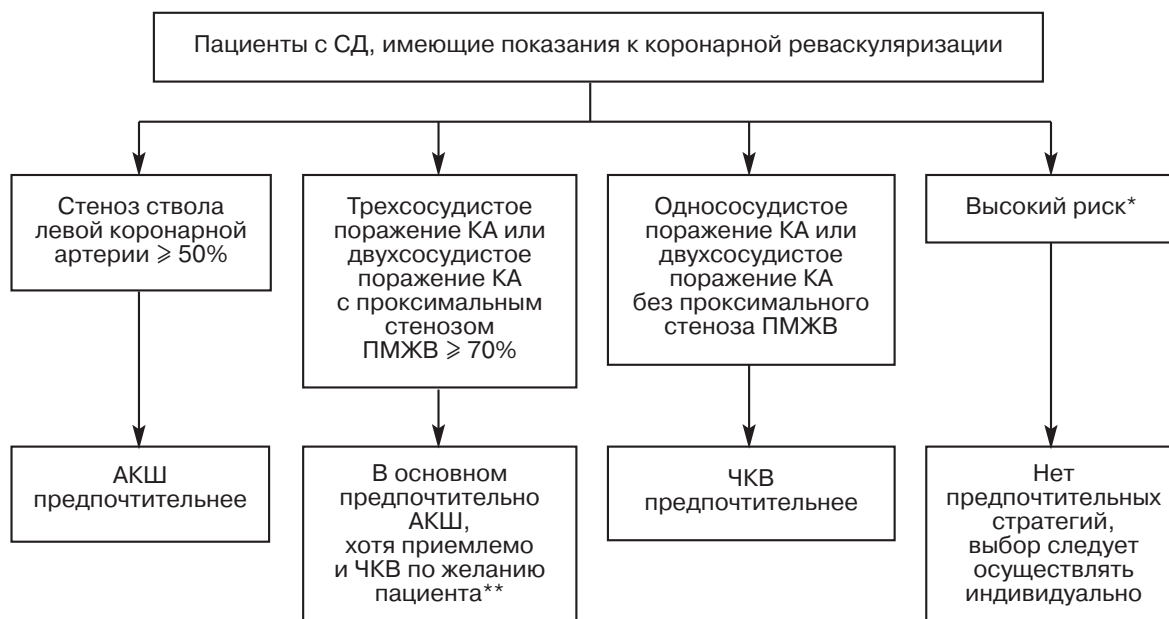 Пациенты с СД, имеющие показания к коронарной реваскуляризации
Стеноз ствола
левой коронарной
артерии ⩾ 50%
Трехсосудистое
поражение КА или
двухсосудистое
поражение КА
с проксимальным
стенозом
ПМЖВ ⩾ 70%
Однососудистое
поражение КА или
двухсосудистое
поражение КА
без проксимального
стеноза ПМЖВ
Высокий риск*
АКШ
предпочтительнее
В основном
предпочтительно
АКШ,
хотя приемлемо
и ЧКВ по желанию
пациента**
ЧКВ
предпочтительнее
Нет
предпочтительных
стратегий,
выбор следует
осуществлять
индивидуально